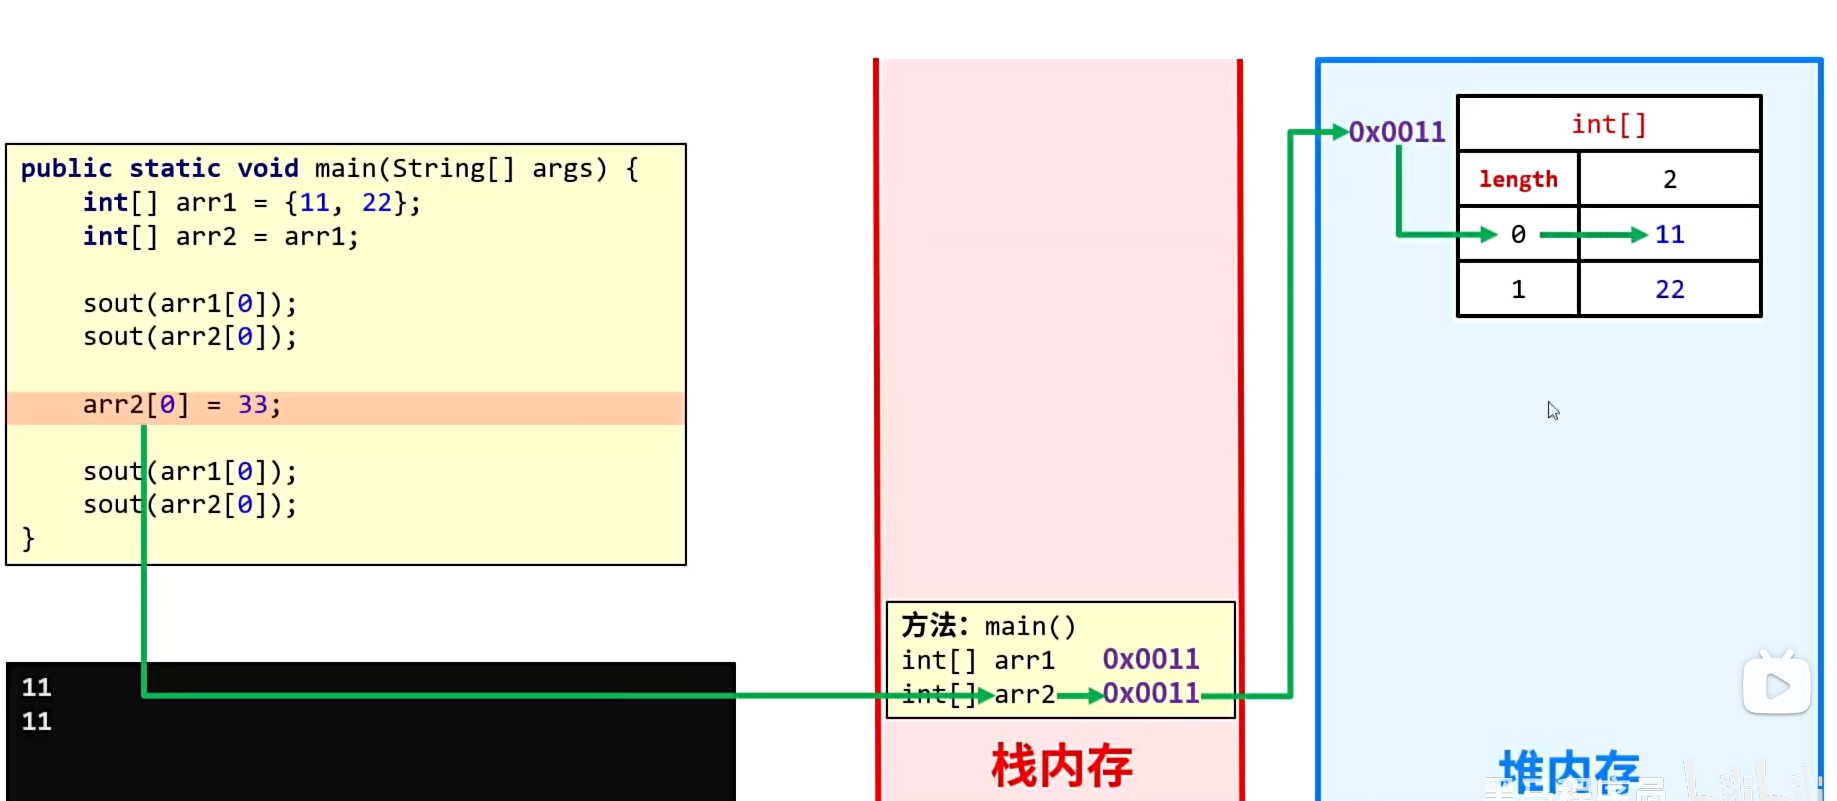 public static void main(String[] args) {
int[] arr1 = {11, 22};
int[] arr2 = arr1;
sout(arr1[0]);
sout(arr2[0]);
arr2[0] = 33;
sout(arr1[0]);
sout(arr2[0]);
}
11
11
方法：main()
int[] arr1 0x0011
int[] arr2 0x0011
栈内存
0x0011
int[]
length 2
0 11
1 22
堆内存